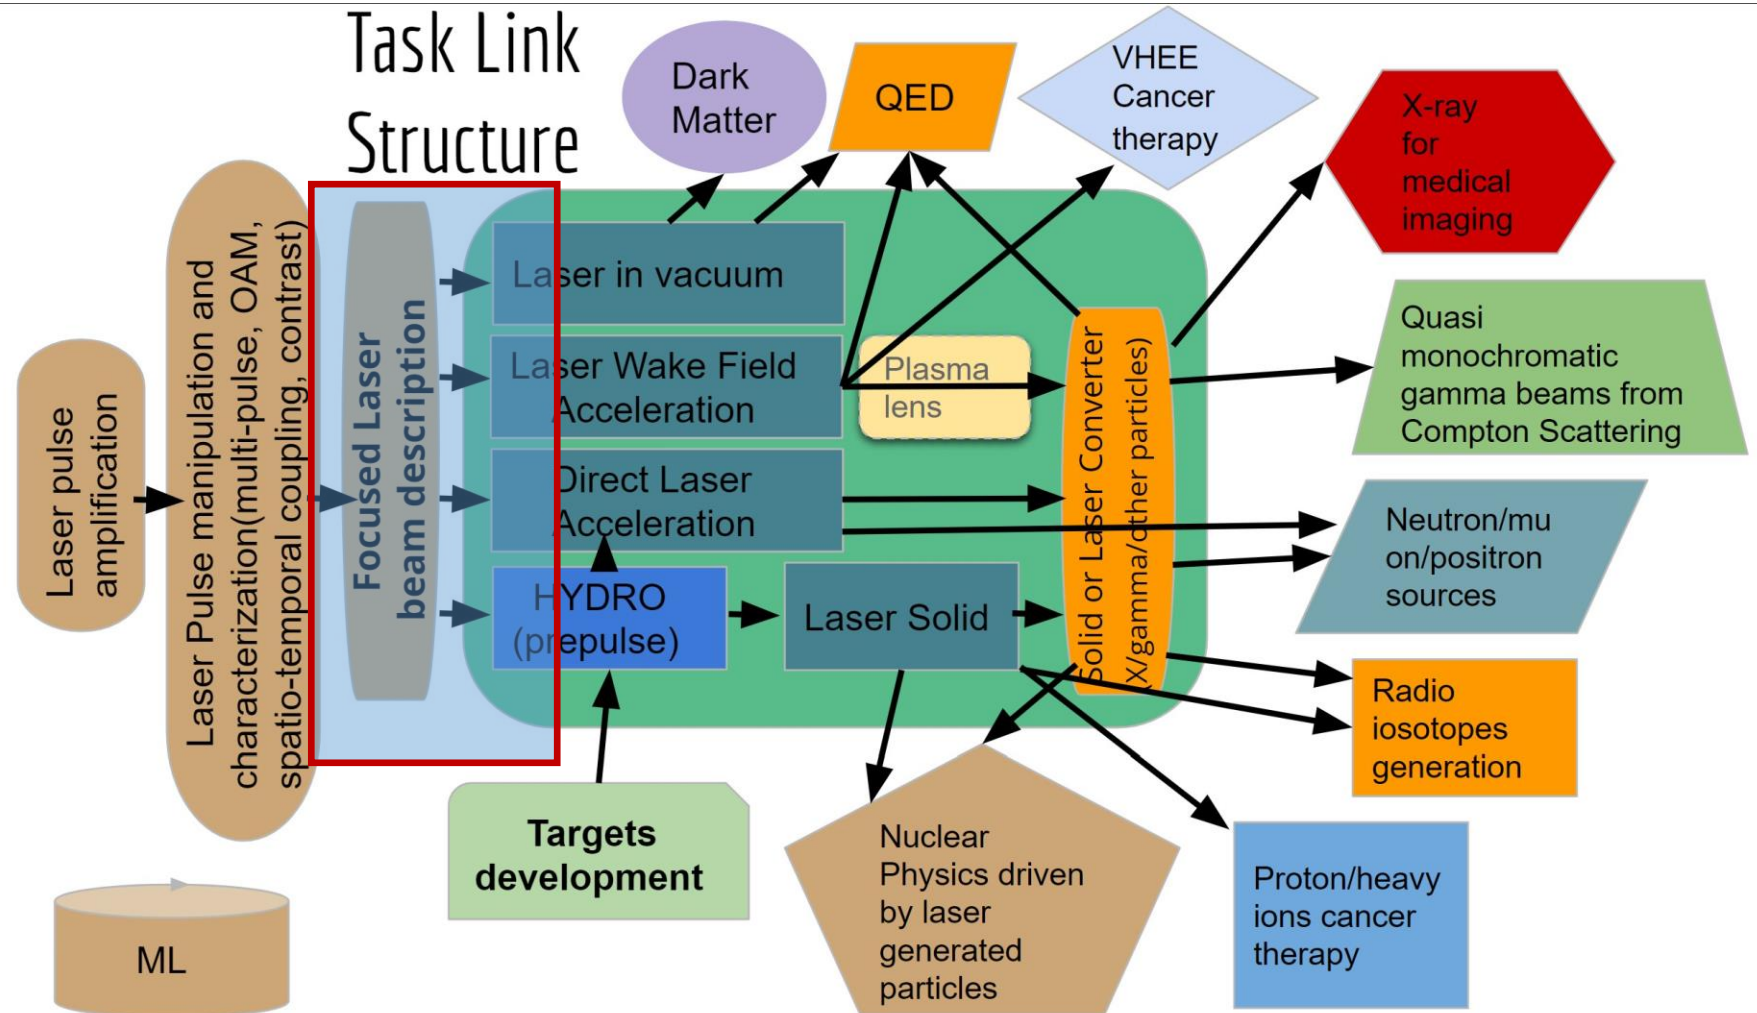 Task Link
Structure
Dark
Matter
QED
VHEE
Cancer
therapy
X-ray
for
medical
imaging
Laser pulse
amplification
Laser Pulse manipulation and
characterization(multi-pulse, OAM,
spatio-temporal coupling, contrast)
Focused Laser
beam description
Laser in vacuum
Laser Wake Field
Acceleration
Plasma
lens
Direct Laser
Acceleration
HYDRO
(prepulse)
Laser Solid
Solid or Laser Converter
(X/gamma/other particles)
Quasi
monochromatic
gamma beams from
Compton Scattering
Neutron/mu
on/positron
sources
Radio
iosotopes
generation
Targets
development
Nuclear
Physics driven
by laser
generated
particles
Proton/heavy
ions cancer
therapy
ML